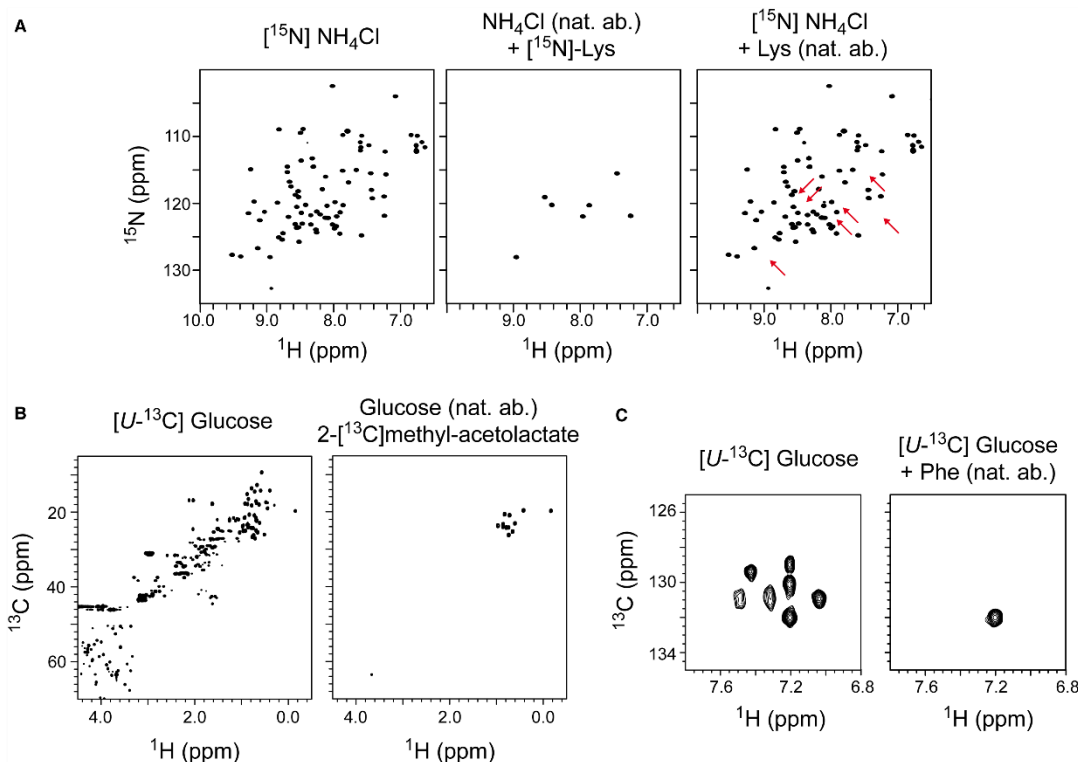 A
[¹⁵N] NH₄Cl
NH₄Cl (nat. ab.)
+ [¹⁵N]-Lys
[¹⁵N] NH₄Cl
+ Lys (nat. ab.)
¹⁵N (ppm)
110
120
130
10.0 9.0 8.0 7.0
9.0 8.0 7.0
9.0 8.0 7.0
¹H (ppm)
¹H (ppm)
¹H (ppm)
B
[U-¹³C] Glucose
Glucose (nat. ab.)
2-[¹³C]methyl-acetolactate
¹³C (ppm)
20
40
60
4.0 2.0 0.0
4.0 2.0 0.0
¹H (ppm)
¹H (ppm)
C
[U-¹³C] Glucose
[U-¹³C] Glucose
+ Phe (nat. ab.)
¹³C (ppm)
126
130
134
7.6 7.2 6.8
7.6 7.2 6.8
¹H (ppm)
¹H (ppm)